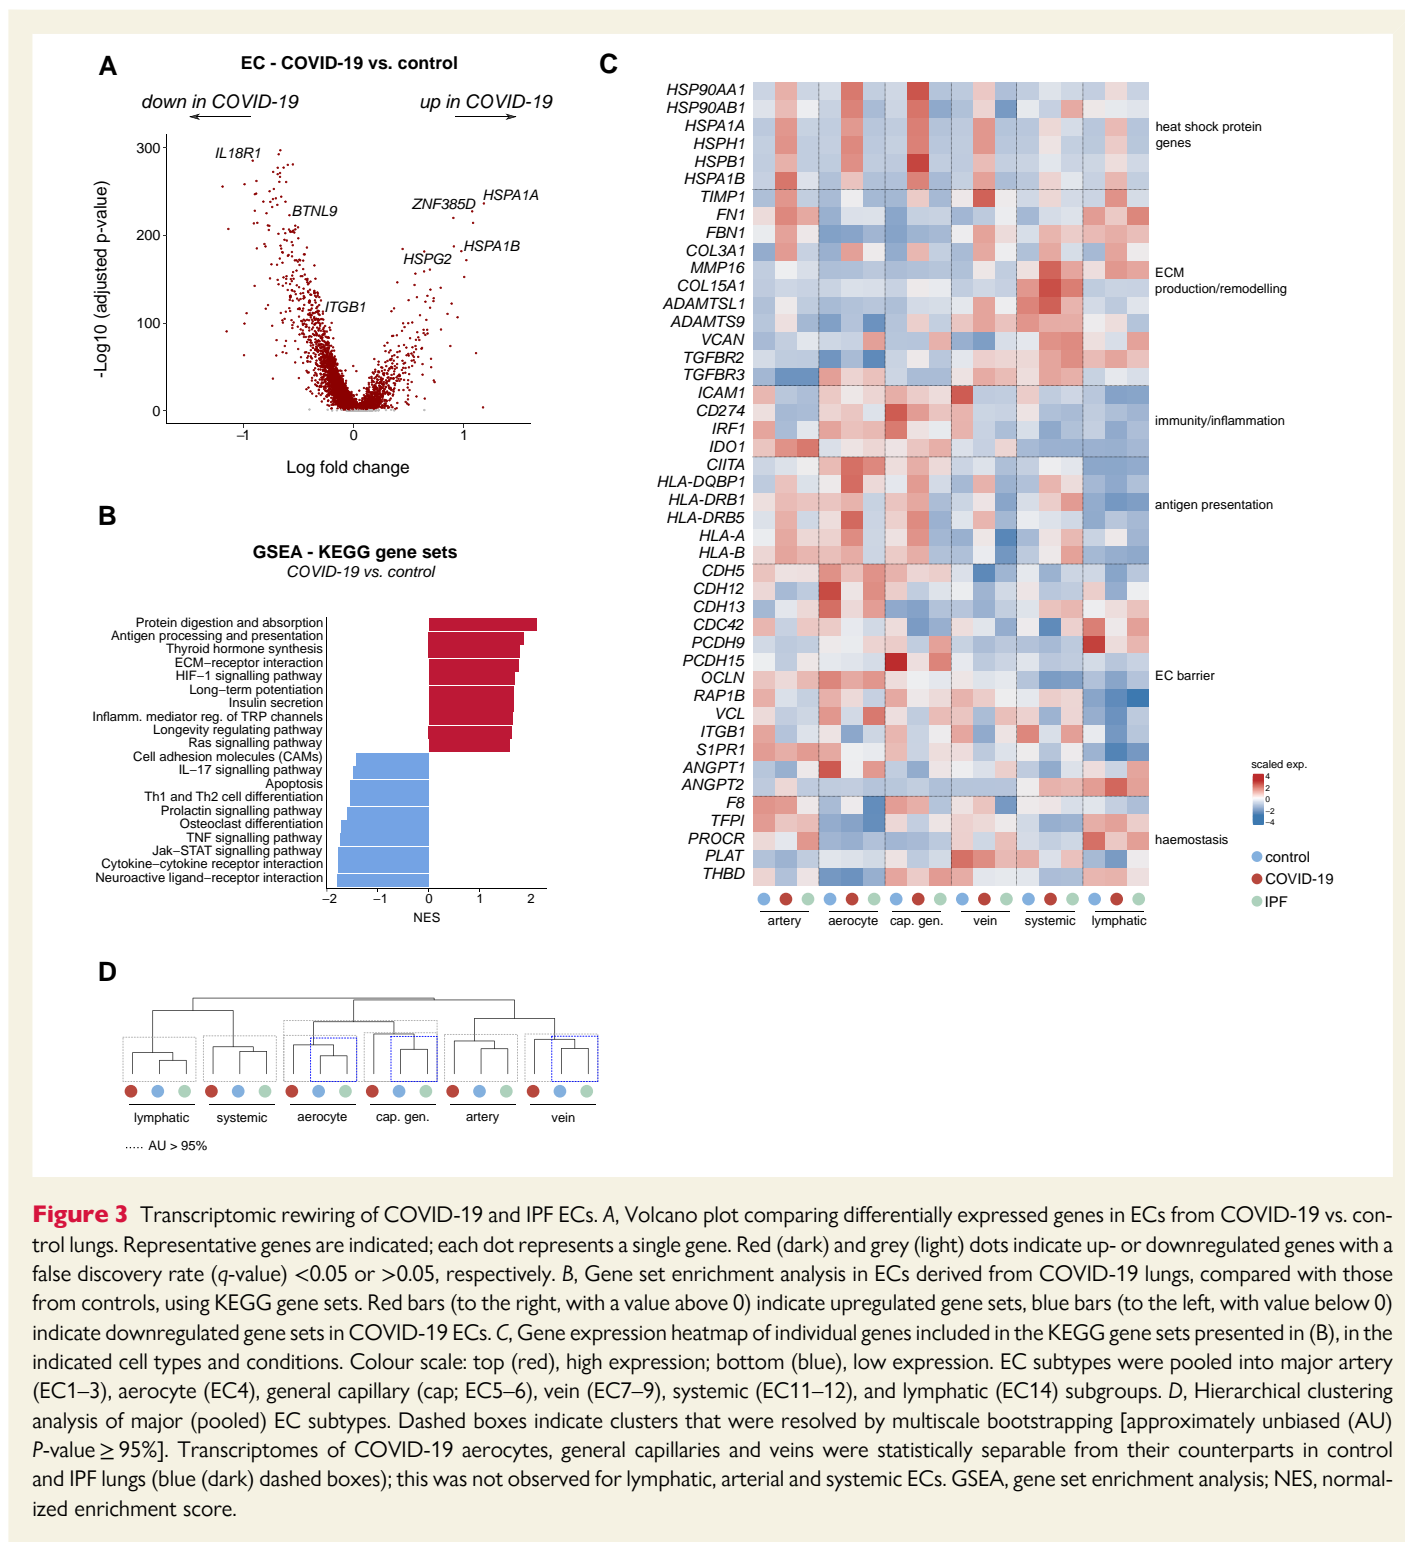 A
EC - COVID-19 vs. control
down in COVID-19
up in COVID-19
300
200
100
0
-Log10 (adjusted p-value)
IL18R1
BTNL9
ITGB1
ZNF385D
HSPA1A
HSPA1B
HSPG2
−1
0
1
Log fold change
B
GSEA - KEGG gene sets
COVID-19 vs. control
Protein digestion and absorption
Antigen processing and presentation
Thyroid hormone synthesis
ECM−receptor interaction
HIF−1 signalling pathway
Long−term potentiation
Insulin secretion
Inflamm. mediator reg. of TRP channels
Longevity regulating pathway
Ras signalling pathway
Cell adhesion molecules (CAMs)
IL−17 signalling pathway
Apoptosis
Th1 and Th2 cell differentiation
Prolactin signalling pathway
Osteoclast differentiation
TNF signalling pathway
Jak−STAT signalling pathway
Cytokine−cytokine receptor interaction
Neuroactive ligand−receptor interaction
−2
−1
0
1
2
NES
C
HSP90AA1
HSP90AB1
HSPA1A
HSPH1
HSPB1
HSPA1B
TIMP1
FN1
FBN1
COL3A1
MMP16
COL15A1
ADAMTSL1
ADAMTS9
VCAN
TGFBR2
TGFBR3
ICAM1
CD274
IRF1
IDO1
CIITA
HLA-DQBP1
HLA-DRB1
HLA-DRB5
HLA-A
HLA-B
CDH5
CDH12
CDH13
CDC42
PCDH9
PCDH15
OCLN
RAP1B
VCL
ITGB1
S1PR1
ANGPT1
ANGPT2
F8
TFPI
PROCR
PLAT
THBD
heat shock protein
genes
ECM
production/remodelling
immunity/inflammation
antigen presentation
EC barrier
haemostasis
scaled exp.
4
2
0
−2
−4
control
COVID-19
IPF
artery
aerocyte
cap. gen.
vein
systemic
lymphatic
D
lymphatic
systemic
aerocyte
cap. gen.
artery
vein
..... AU > 95%
Figure 3 Transcriptomic rewiring of COVID-19 and IPF ECs. A, Volcano plot comparing differentially expressed genes in ECs from COVID-19 vs. con-
trol lungs. Representative genes are indicated; each dot represents a single gene. Red (dark) and grey (light) dots indicate up- or downregulated genes with a
false discovery rate (q-value) <0.05 or >0.05, respectively. B, Gene set enrichment analysis in ECs derived from COVID-19 lungs, compared with those
from controls, using KEGG gene sets. Red bars (to the right, with a value above 0) indicate upregulated gene sets, blue bars (to the left, with value below 0)
indicate downregulated gene sets in COVID-19 ECs. C, Gene expression heatmap of individual genes included in the KEGG gene sets presented in (B), in the
indicated cell types and conditions. Colour scale: top (red), high expression; bottom (blue), low expression. EC subtypes were pooled into major artery
(EC1–3), aerocyte (EC4), general capillary (cap; EC5–6), vein (EC7–9), systemic (EC11–12), and lymphatic (EC14) subgroups. D, Hierarchical clustering
analysis of major (pooled) EC subtypes. Dashed boxes indicate clusters that were resolved by multiscale bootstrapping [approximately unbiased (AU)
P-value ≥ 95%]. Transcriptomes of COVID-19 aerocytes, general capillaries and veins were statistically separable from their counterparts in control
and IPF lungs (blue (dark) dashed boxes); this was not observed for lymphatic, arterial and systemic ECs. GSEA, gene set enrichment analysis; NES, normal-
ized enrichment score.